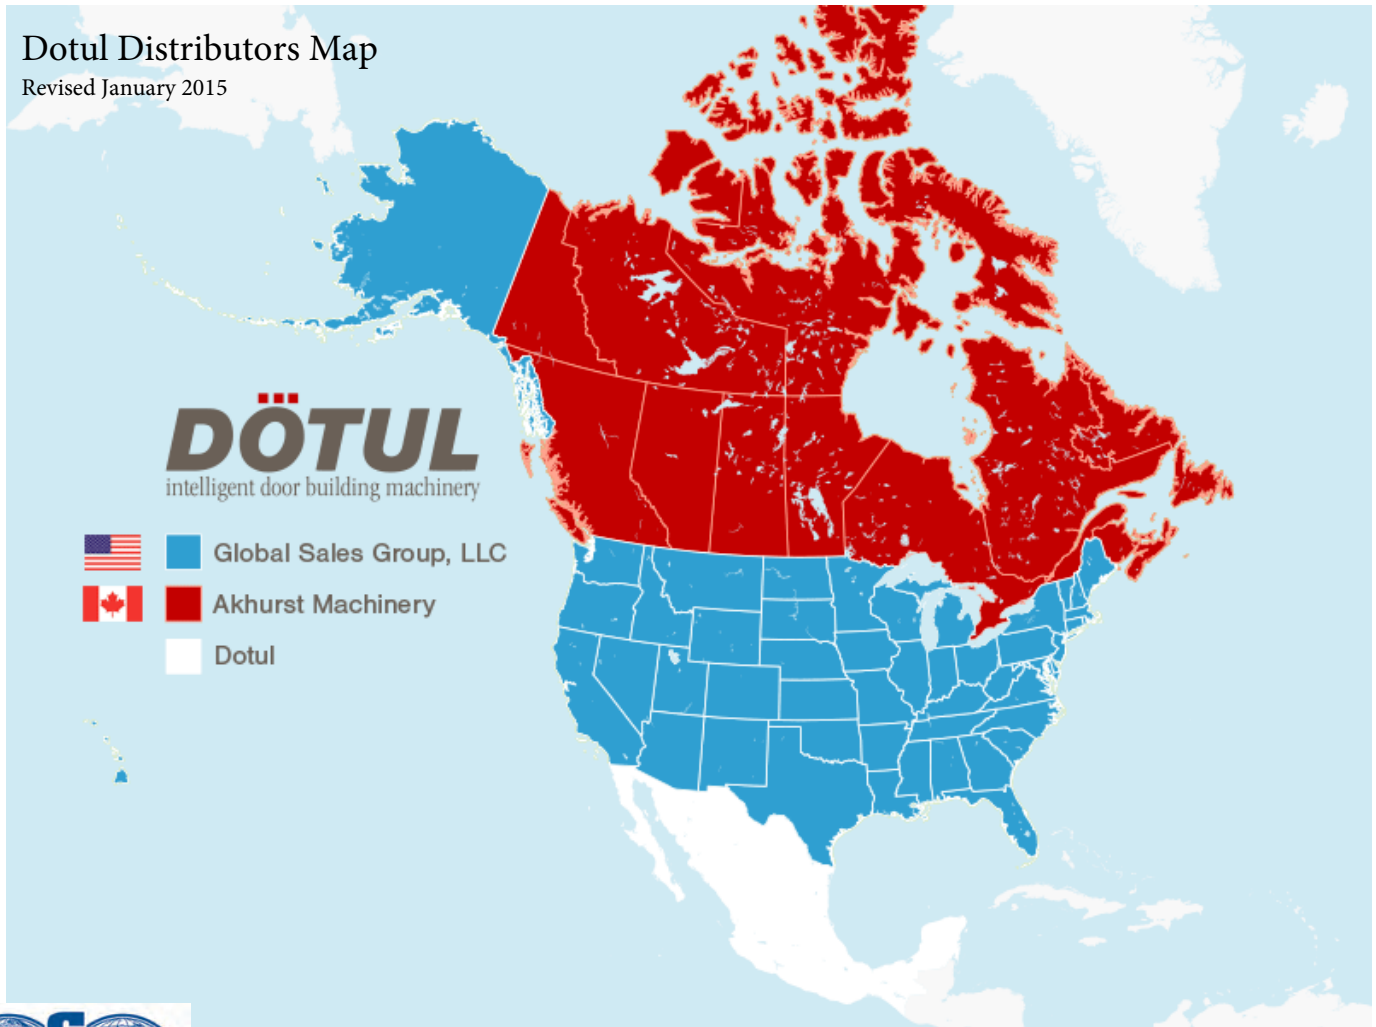 Dotul Distributors Map
Revised January 2015
DÖTUL
intelligent door building machinery
Global Sales Group, LLC
Akhurst Machinery
Dotul